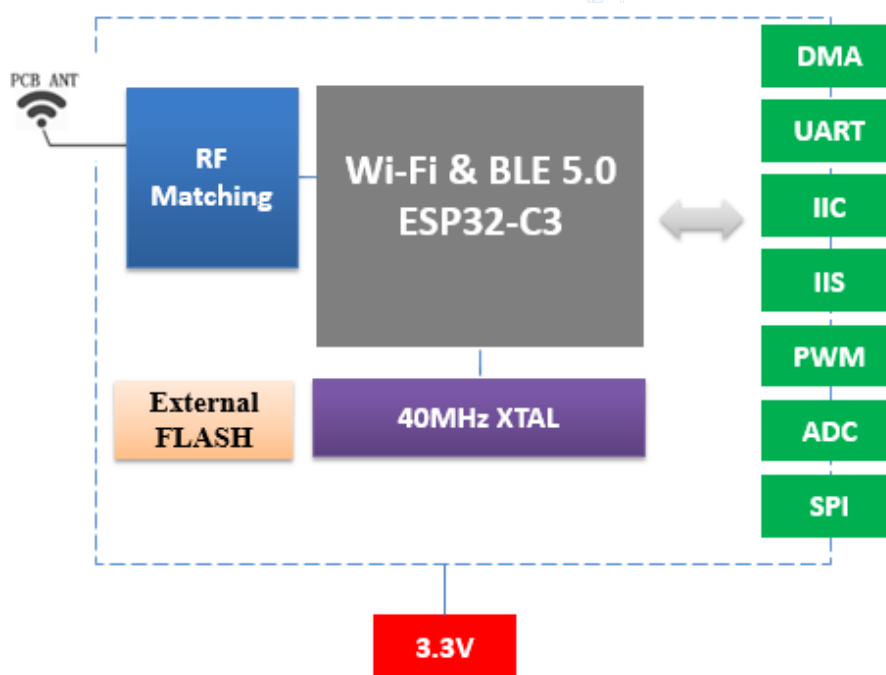 PCB ANT
RF
Matching
Wi-Fi & BLE 5.0
ESP32-C3
External
FLASH
40MHz XTAL
DMA
UART
IIC
IIS
PWM
ADC
SPI
3.3V